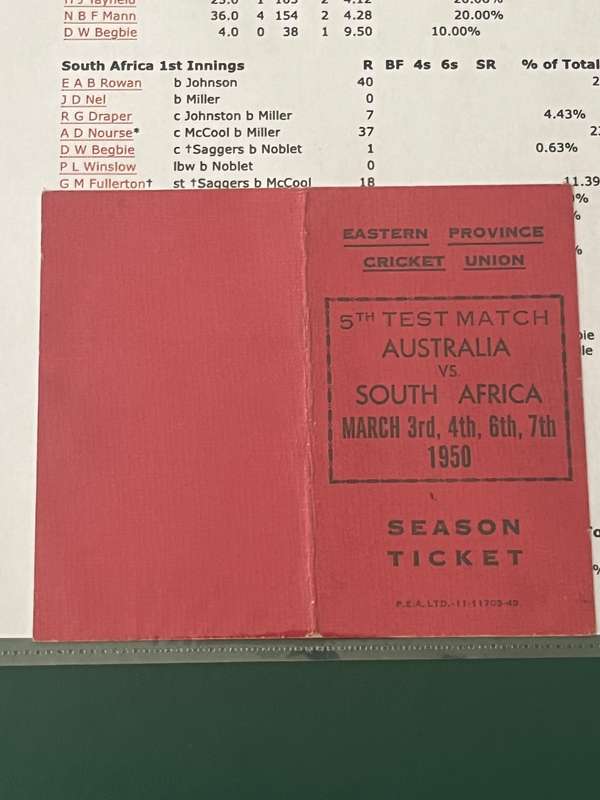 N B F Mann 36.0 4 154 2 4.28 20.00%
D W Begbie 4.0 0 38 1 9.50 10.00%
South Africa 1st Innings R BF 4s 6s SR % of Total
E A B Rowan b Johnson 40 2
J D Nel b Miller 0
R G Draper c Johnston b Miller 7 4.43%
A D Nourse* c McCool b Miller 37
D W Begbie c †Saggers b Noblet 1 0.63%
P L Winslow lbw b Noblet 0
G M Fullerton† st †Saggers b McCool 18 11.39
EASTERN PROVINCE
CRICKET UNION
5TH TEST MATCH
AUSTRALIA
VS.
SOUTH AFRICA
MARCH 3rd, 4th, 6th, 7th
1950
SEASON
TICKET
P.E.A. LTD.-11-11703-49